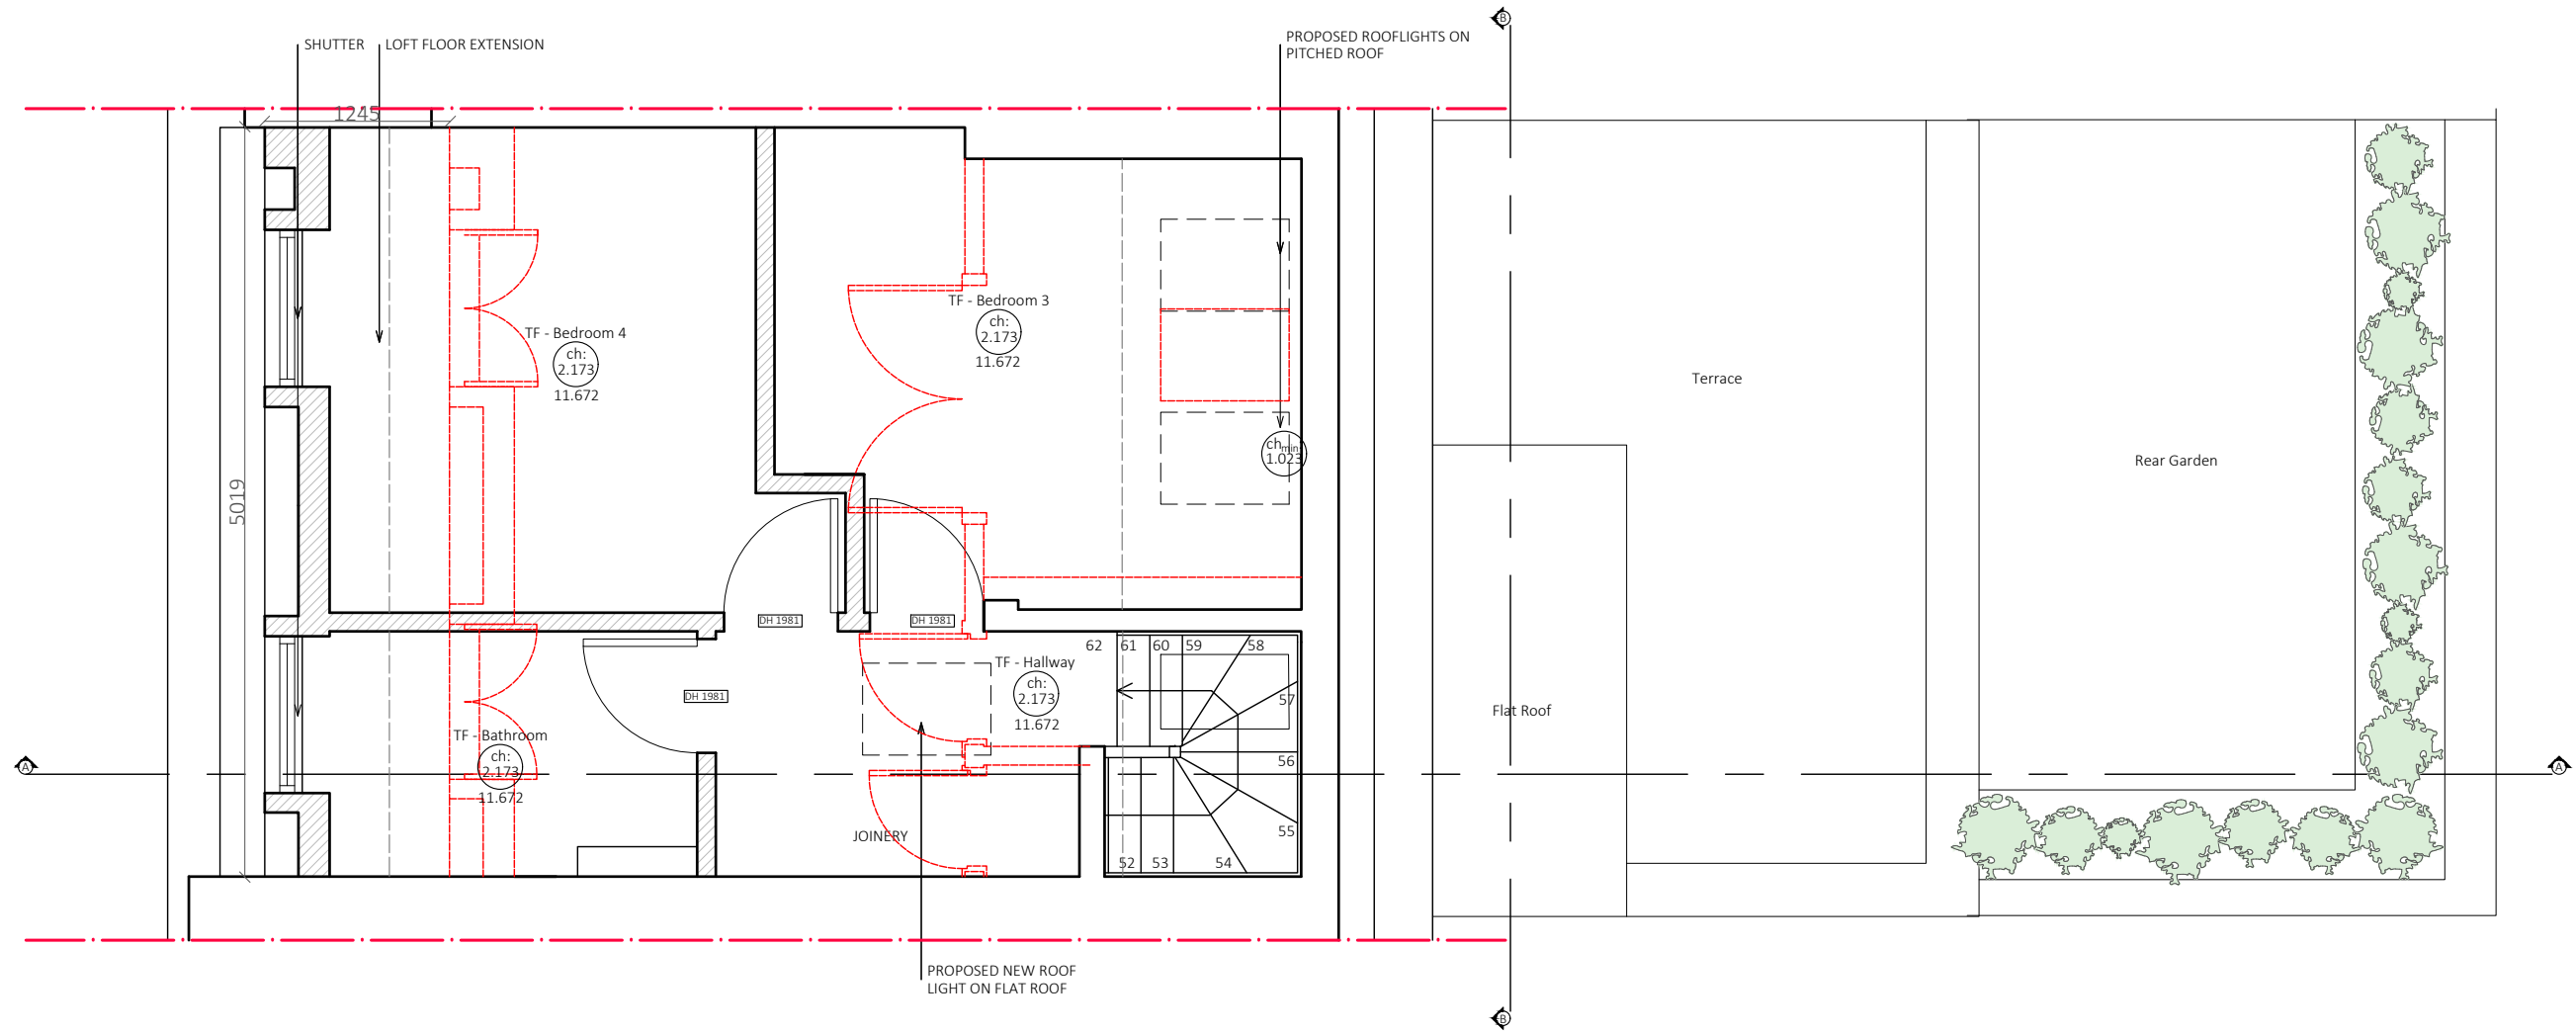 B
SHUTTER
LOFT FLOOR EXTENSION
PROPOSED ROOFLIGHTS ON
PITCHED ROOF
1245
5019
TF - Bedroom 4
ch:
2.173
11.672
TF - Bedroom 3
ch:
2.173
11.672
ch min:
1.023
Terrace
Rear Garden
Flat Roof
DH 1981
DH 1981
DH 1981
62
61
60
59
58
57
56
55
54
53
52
TF - Hallway
ch:
2.173
11.672
TF - Bathroom
ch:
2.173
11.672
A
A
JOINERY
PROPOSED NEW ROOF
LIGHT ON FLAT ROOF
B